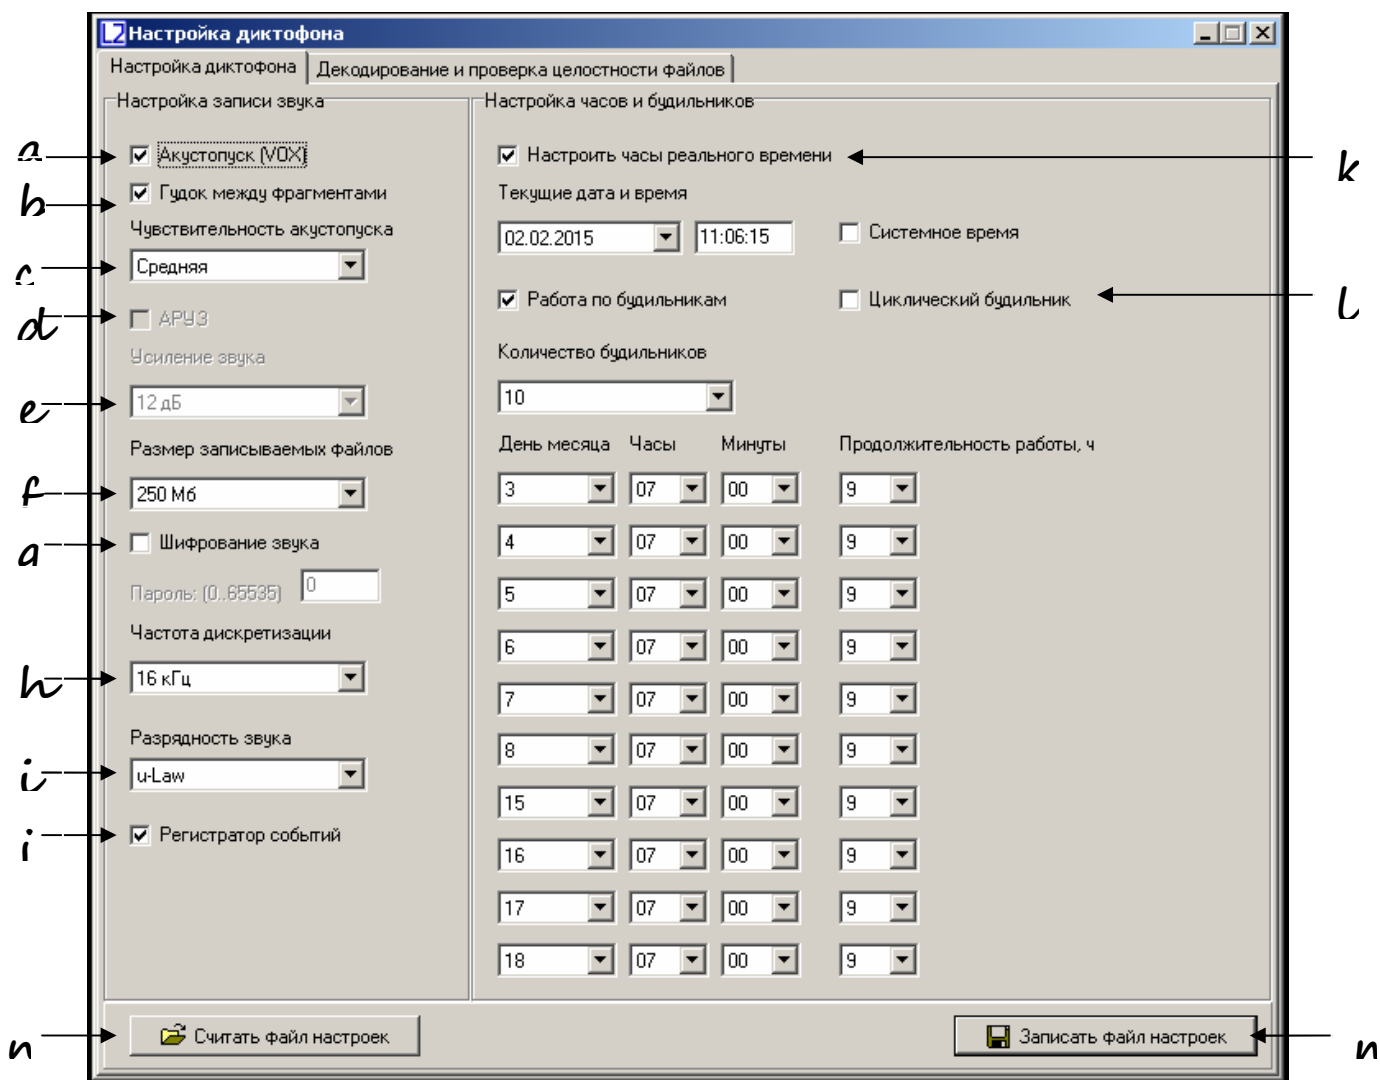 Настройка диктофона
Настройка диктофона Декодирование и проверка целостности файлов
Настройка записи звука
a Акустопуск (VOX)
b Гудок между фрагментами
Чувствительность акустопуска
c Средняя
d АРУЗ
Усиление звука
e 12 дБ
Размер записываемых файлов
f 250 Мб
a Шифрование звука
Пароль: (0..65535) 0
Частота дискретизации
h 16 кГц
Разрядность звука
i u-Law
i Регистратор событий
Настройка часов и будильников
Настроить часы реального времени k
Текущие дата и время
02.02.2015 11:06:15 Системное время
Работа по будильникам Циклический будильник l
Количество будильников
10
День месяца Часы Минуты Продолжительность работы, ч
3 07 00 9
4 07 00 9
5 07 00 9
6 07 00 9
7 07 00 9
8 07 00 9
15 07 00 9
16 07 00 9
17 07 00 9
18 07 00 9
n Считать файл настроек Записать файл настроек n